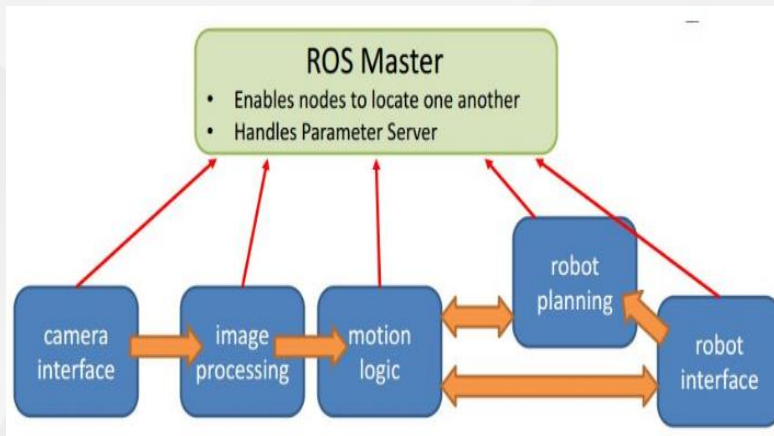 ROS Master
• Enables nodes to locate one another
• Handles Parameter Server
camera
interface
image
processing
motion
logic
robot
planning
robot
interface